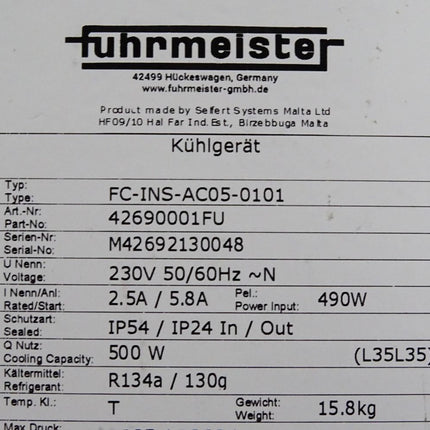 fuhrmeister
42499 Hückeswagen, Germany
www.fuhrmeister-gmbh.de
Product made by Seifert Systems Malta Ltd
HF09/10 Hal Far Ind.Est., Birzebbuga Malta
Kühlgerät
Typ:
Type: FC-INS-AC05-0101
Art.-Nr:
Part-No: 42690001FU
Serien-Nr:
Serial-No: M42692130048
U Nenn:
Voltage: 230V 50/60Hz ~N
I Nenn/Anl: Pel.:
Rated/Start: 2.5A / 5.8A Power Input: 490W
Schutzart:
Sealed: IP54 / IP24 In / Out
Q Nutz:
Cooling Capacity: 500 W (L35L35)
Kältermittel:
Refrigerant: R134a / 130g
Temp. Kl.: T Gewicht:
Weight: 15.8kg
Max Druck: